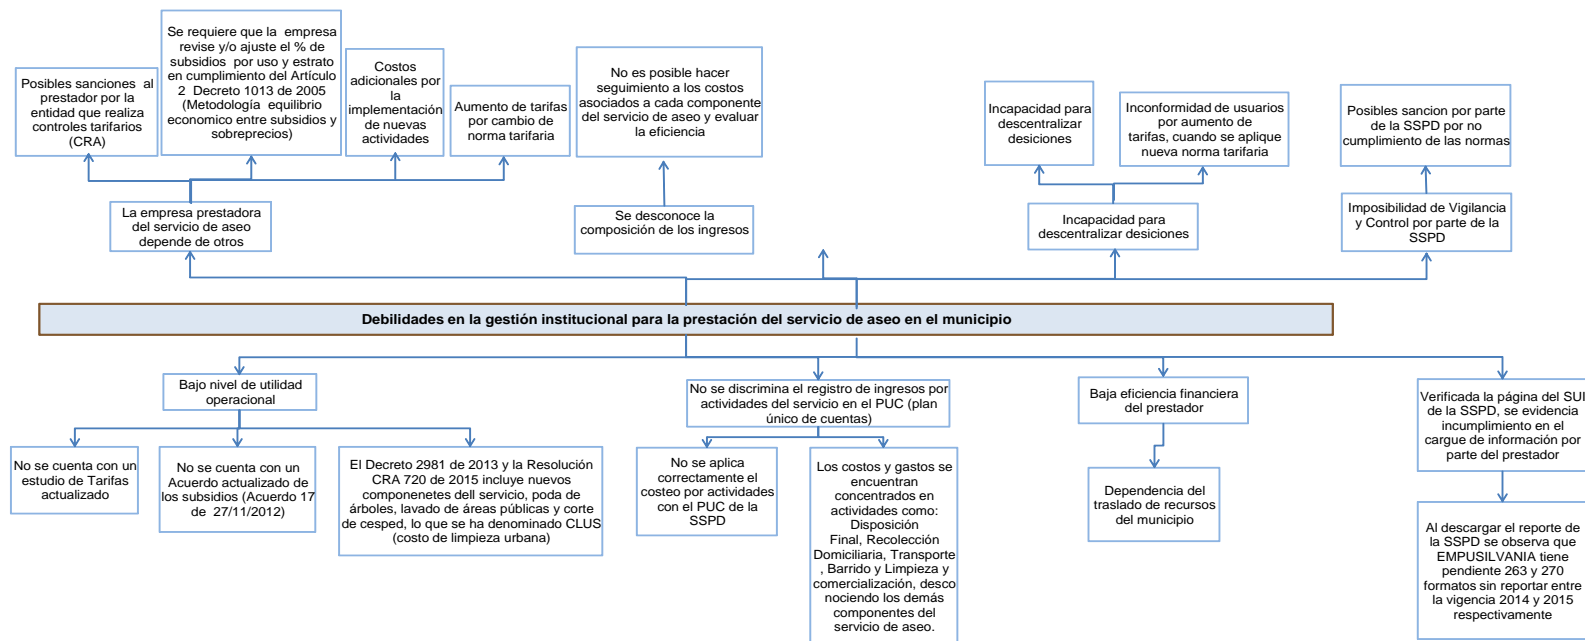 Se requiere que la empresa
revise y/o ajuste el % de
subsidios por uso y estrato
en cumplimiento del Artículo
2 Decreto 1013 de 2005
(Metodología equilibrio
economico entre subsidios y
sobreprecios)
Posibles sanciones al
prestador por la
entidad que realiza
controles tarifarios
(CRA)
Costos
adicionales por
la
implementación
de nuevas
actividades
Aumento de tarifas
por cambio de
norma tarifaria
No es posible hacer
seguimiento a los costos
asociados a cada componente
del servicio de aseo y evaluar
la eficiencia
Incapacidad para
descentralizar
desiciones
Inconformidad de usuarios
por aumento de
tarifas, cuando se aplique
nueva norma tarifaria
Posibles sancion por parte
de la SSPD por no
cumplimiento de las normas
La empresa prestadora
del servicio de aseo
depende de otros
Se desconoce la
composición de los ingresos
Incapacidad para
descentralizar desiciones
Imposibilidad de Vigilancia
y Control por parte de la
SSPD
Debilidades en la gestión institucional para la prestación del servicio de aseo en el municipio
Bajo nivel de utilidad
operacional
No se discrimina el registro de ingresos por
actividades del servicio en el PUC (plan
único de cuentas)
Baja eficiencia financiera
del prestador
Verificada la página del SUI
de la SSPD, se evidencia
incumplimiento en el
cargue de información por
parte del prestador
No se cuenta con un
estudio de Tarifas
actualizado
No se cuenta con un
Acuerdo actualizado de
los subsidios (Acuerdo 17
de 27/11/2012)
El Decreto 2981 de 2013 y la Resolución
CRA 720 de 2015 incluye nuevos
componenetes dell servicio, poda de
árboles, lavado de áreas públicas y corte
de cesped, lo que se ha denominado CLUS
(costo de limpieza urbana)
No se aplica
correctamente el
costeo por actividades
con el PUC de la
SSPD
Los costos y gastos se
encuentran
concentrados en
actividades como:
Disposición
Final, Recolección
Domiciliaria, Transporte
, Barrido y Limpieza y
comercialización, desco
nociendo los demás
componentes del
servicio de aseo.
Dependencia del
traslado de recursos
del municipio
Al descargar el reporte de
la SSPD se observa que
EMPUSILVANIA tiene
pendiente 263 y 270
formatos sin reportar entre
la vigencia 2014 y 2015
respectivamente